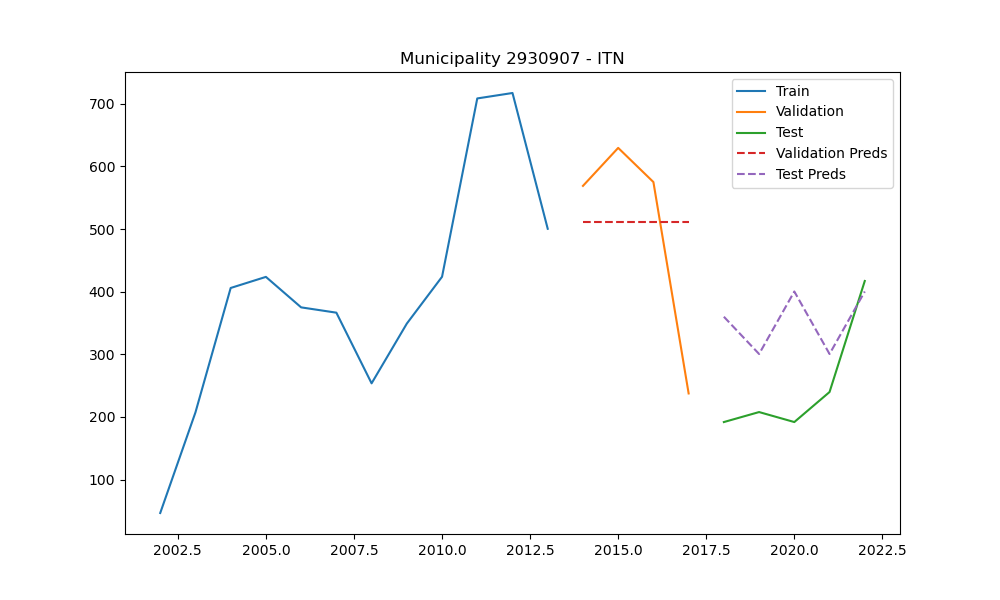 Municipality 2930907 - ITN
Train
Validation
Test
Validation Preds
Test Preds
700
600
500
400
300
200
100
2002.5 2005.0 2007.5 2010.0 2012.5 2015.0 2017.5 2020.0 2022.5